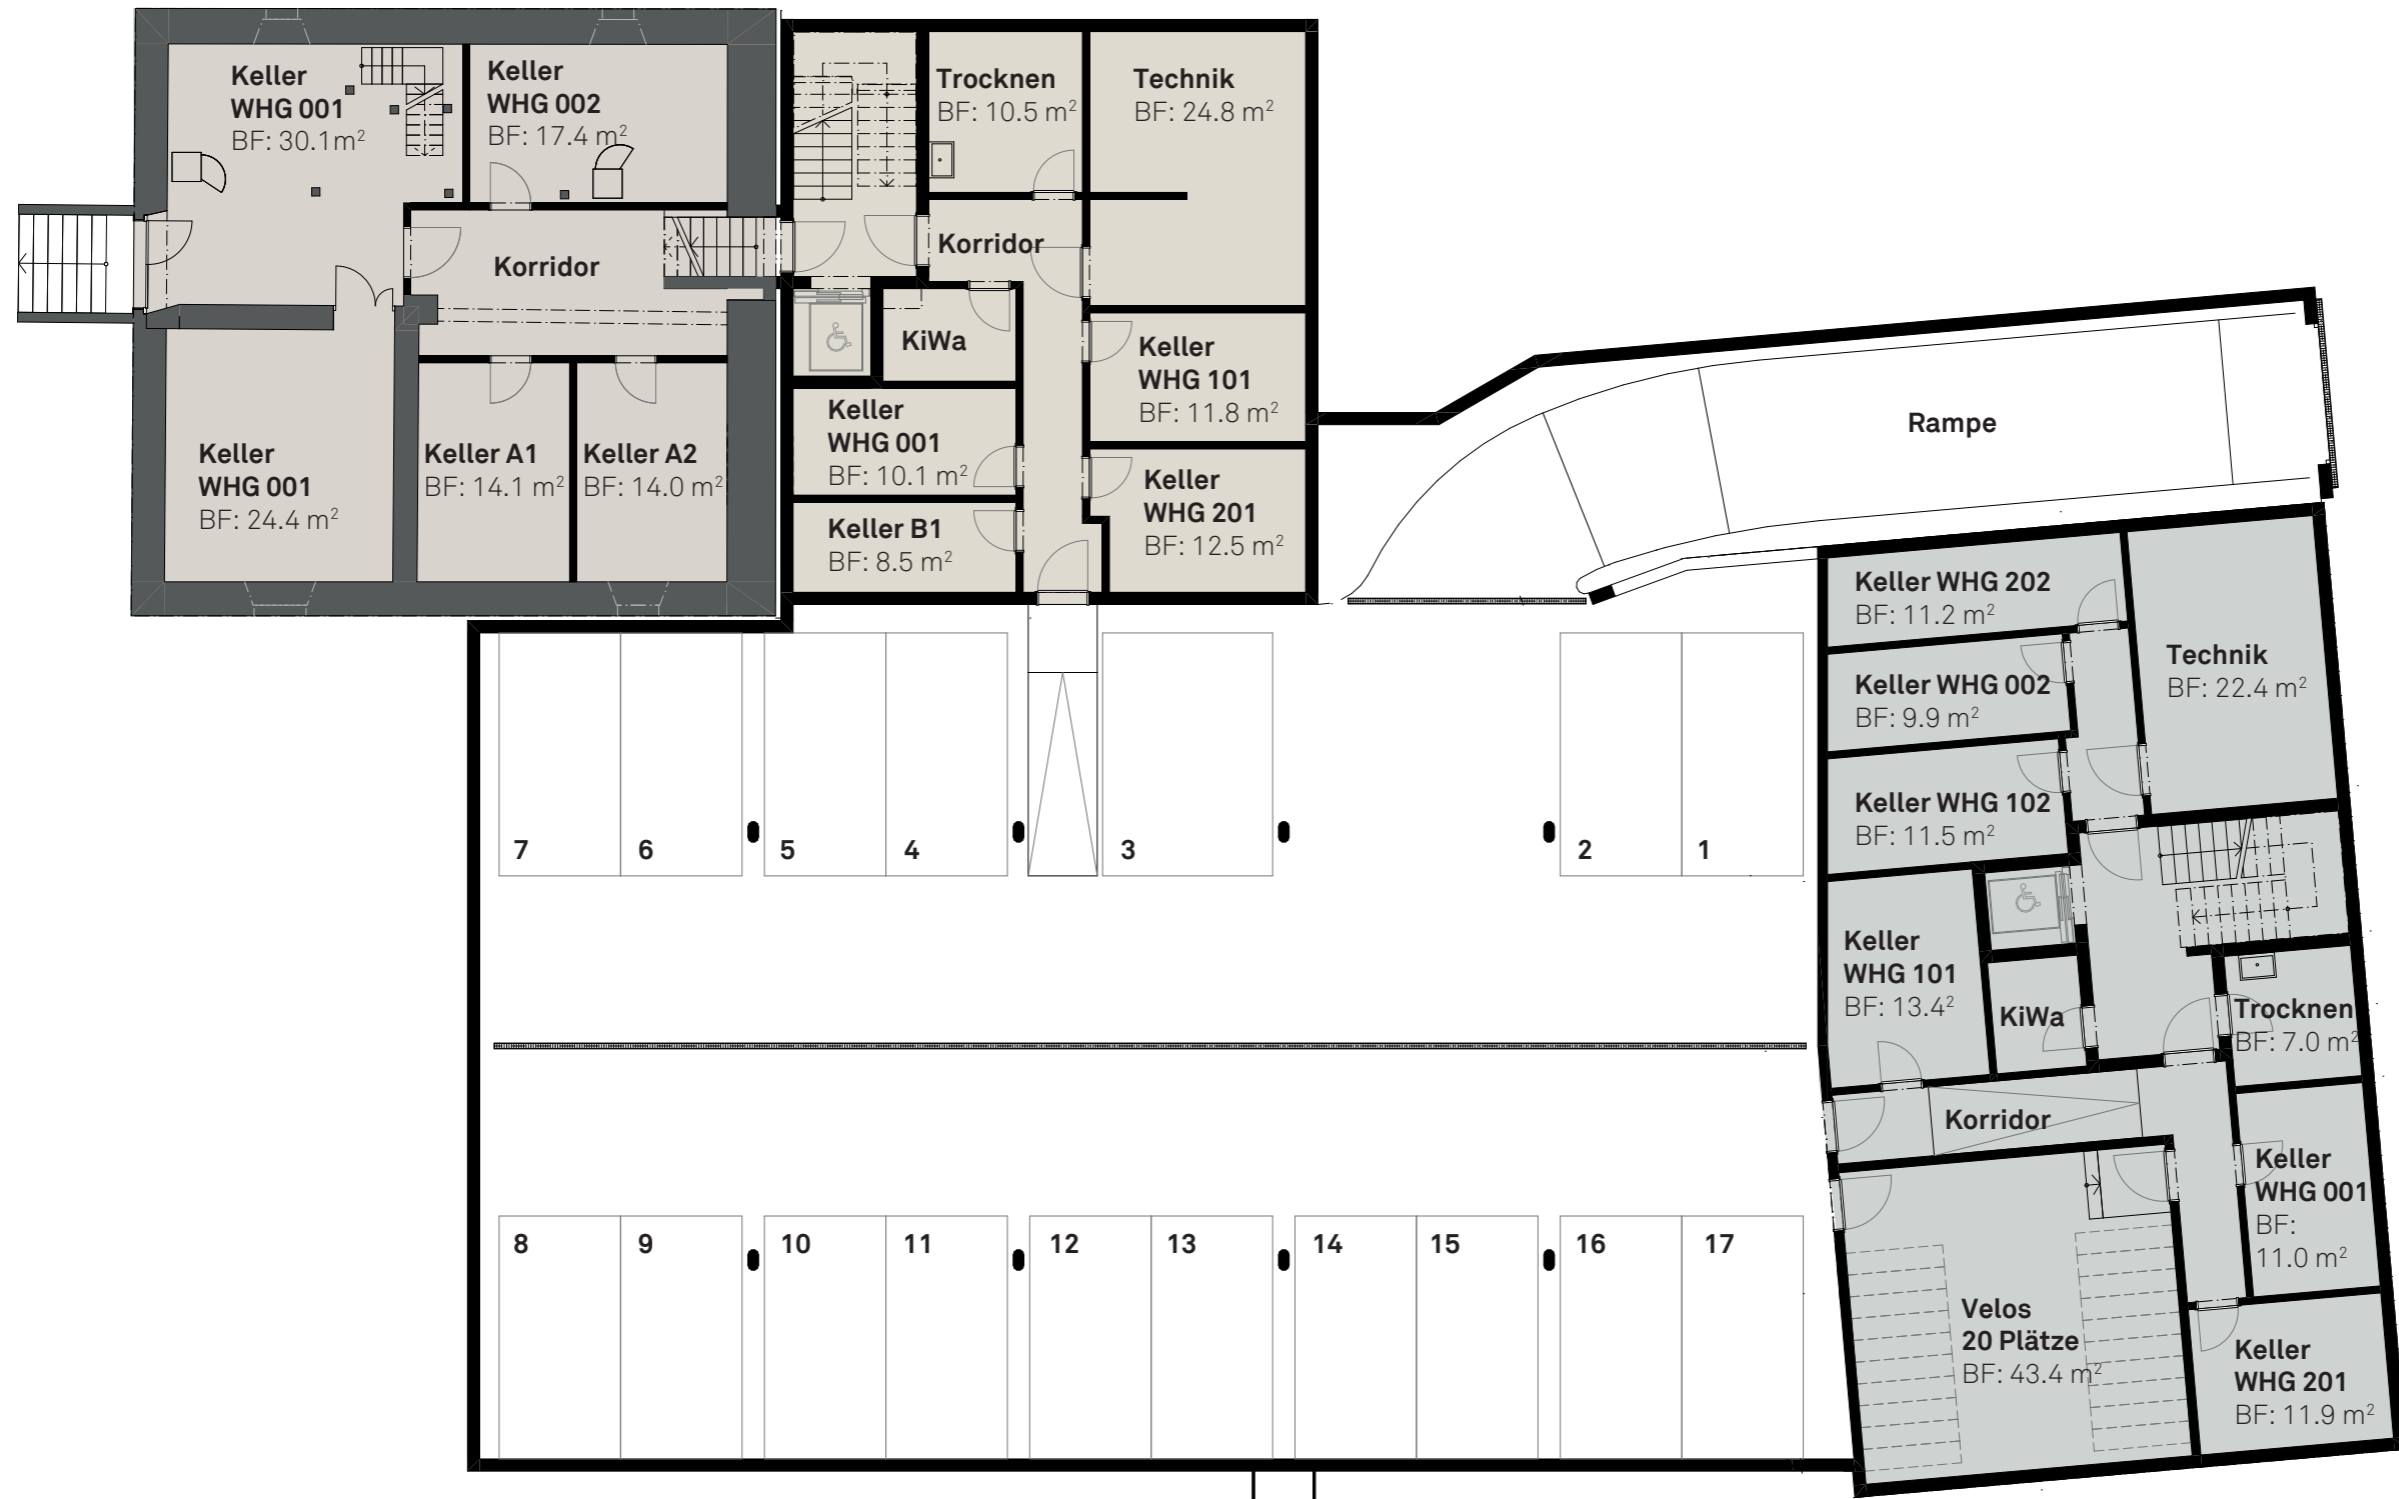 Keller
WHG 001
BF: 30.1m²
Keller
WHG 002
BF: 17.4 m²
Korridor
Keller
WHG 001
BF: 24.4 m²
Keller A1
BF: 14.1 m²
Keller A2
BF: 14.0 m²
Trocknen
BF: 10.5 m²
Technik
BF: 24.8 m²
Korridor
KiWa
Keller
WHG 101
BF: 11.8 m²
Keller
WHG 001
BF: 10.1 m²
Keller
WHG 201
BF: 12.5 m²
Keller B1
BF: 8.5 m²
Rampe
Keller WHG 202
BF: 11.2 m²
Technik
BF: 22.4 m²
Keller WHG 002
BF: 9.9 m²
Keller WHG 102
BF: 11.5 m²
Keller
WHG 101
BF: 13.4²
KiWa
Trocknen
BF: 7.0 m²
Korridor
Keller
WHG 001
BF:
11.0 m²
Velos
20 Plätze
BF: 43.4 m²
Keller
WHG 201
BF: 11.9 m²
7
6
5
4
3
2
1
8
9
10
11
12
13
14
15
16
17